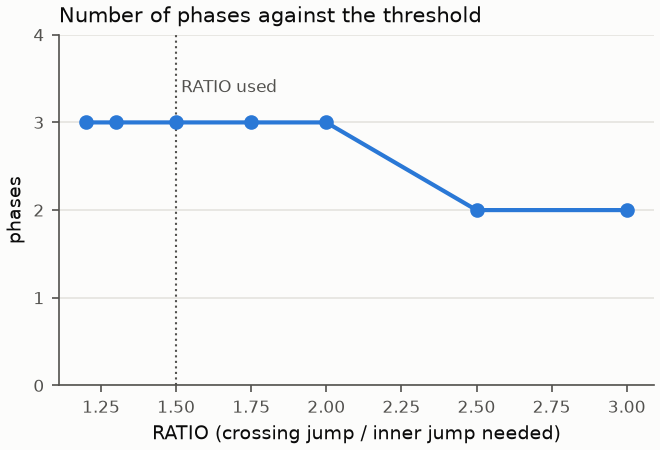 Number of phases against the threshold
4
3
2
1
0
phases
RATIO used
1.25 1.50 1.75 2.00 2.25 2.50 2.75 3.00
RATIO (crossing jump / inner jump needed)